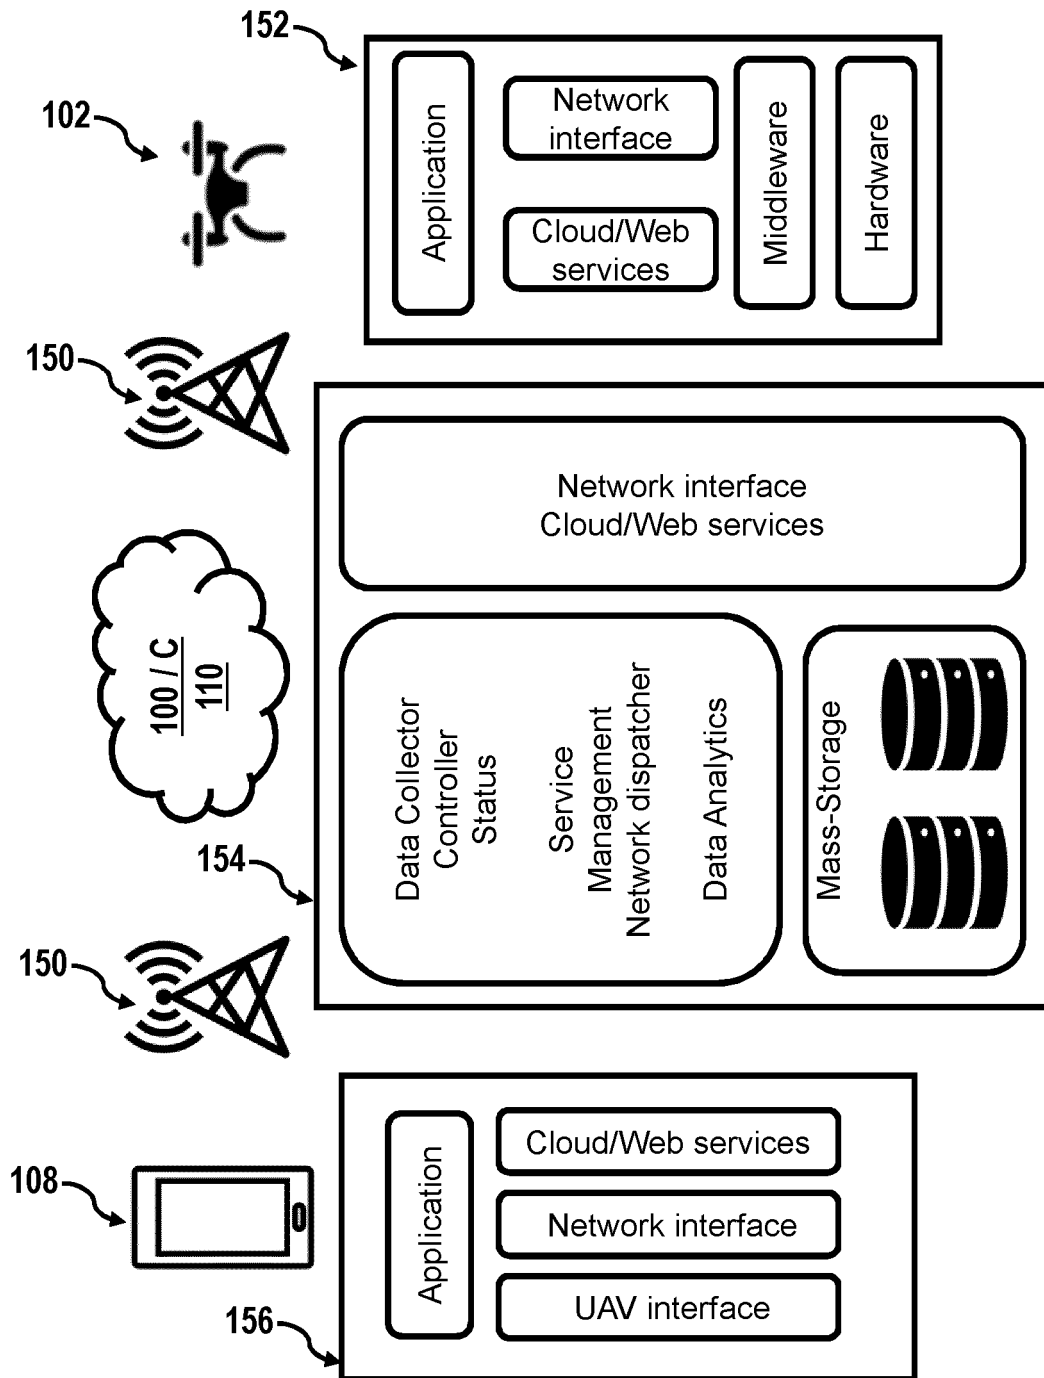 152
102
Application
Network
interface
Cloud/Web
services
Middleware
Hardware
150
Network interface
Cloud/Web services
100 / C
110
Data Collector
Controller
Status
Service
Management
Network dispatcher
Data Analytics
Mass-Storage
154
150
108
Application
Cloud/Web services
Network interface
UAV interface
156